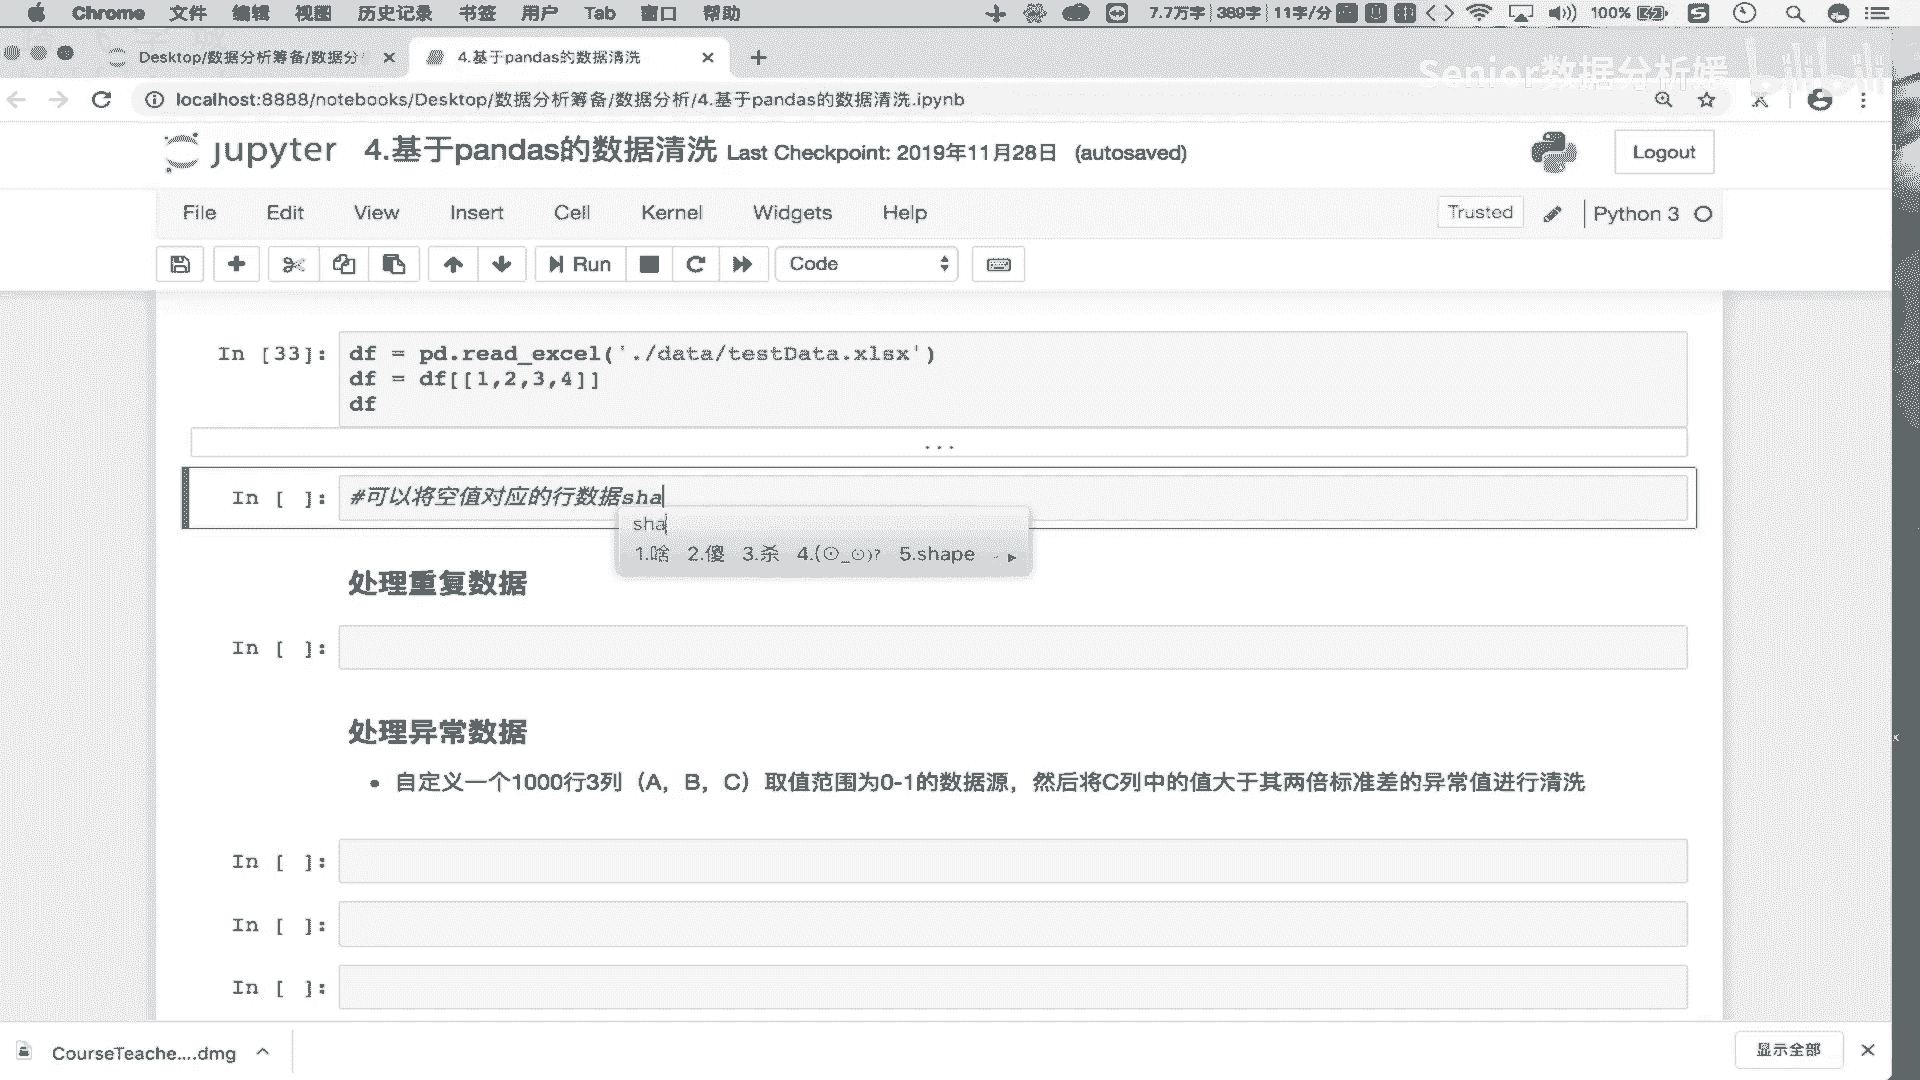 Chrome 文件 编辑 视图 历史记录 书签 用户 Tab 窗口 帮助 7.7万字 389字 11字/分 100%
Desktop/数据分析筹备/数据分
4.基于pandas的数据清洗
Senior数据分析媛 bilibili
localhost:8888/notebooks/Desktop/数据分析筹备/数据分析/4.基于pandas的数据清洗.ipynb
jupyter 4.基于pandas的数据清洗 Last Checkpoint: 2019年11月28日 (autosaved)
Logout
File Edit View Insert Cell Kernel Widgets Help
Trusted Python 3
Run Code
In [33]: df = pd.read_excel('./data/testData.xlsx')
df = df[[1,2,3,4]]
df
...
In [ ]: #可以将空值对应的行数据sha
sha
1.啥 2.傻 3.杀 4.(⊙_⊙)? 5.shape
处理重复数据
In [ ]:
处理异常数据
• 自定义一个1000行3列（A，B，C）取值范围为0-1的数据源，然后将C列中的值大于其两倍标准差的异常值进行清洗
In [ ]:
In [ ]:
In [ ]:
CourseTeache....dmg
显示全部